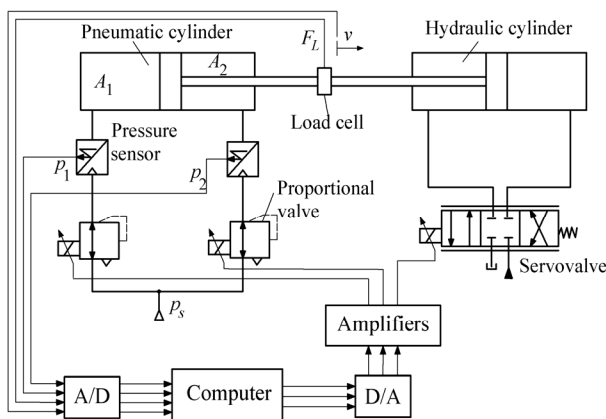 Pneumatic cylinder
F_L
v
Hydraulic cylinder
A_1
A_2
Load cell
Pressure
sensor
p_1
p_2
Proportional
valve
Servovalve
p_s
Amplifiers
A/D
Computer
D/A